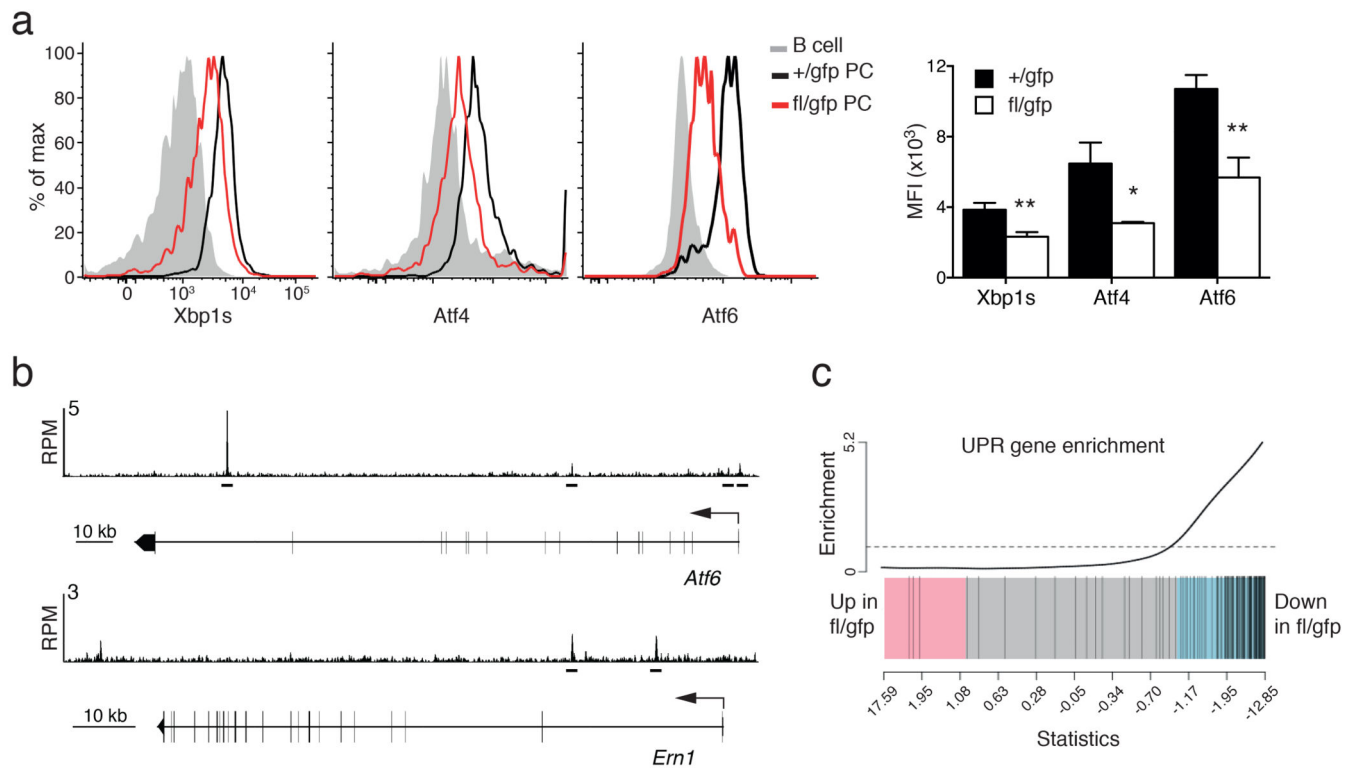 a
100
80
60
40
20
0
% of max
0 10³ 10⁴ 10⁵
Xbp1s
Atf4
Atf6
B cell
+/gfp PC
fl/gfp PC
12
8
4
0
MFI (x10³)
+/gfp
fl/gfp
**
*
**
Xbp1s Atf4 Atf6
b
5
RPM
10 kb
Atf6
3
RPM
10 kb
Ern1
c
UPR gene enrichment
5.2
0
Enrichment
Up in
fl/gfp
Down
in fl/gfp
17.59 1.95 1.08 0.63 0.28 -0.05 -0.34 -0.70 -1.17 -1.95 -12.85
Statistics